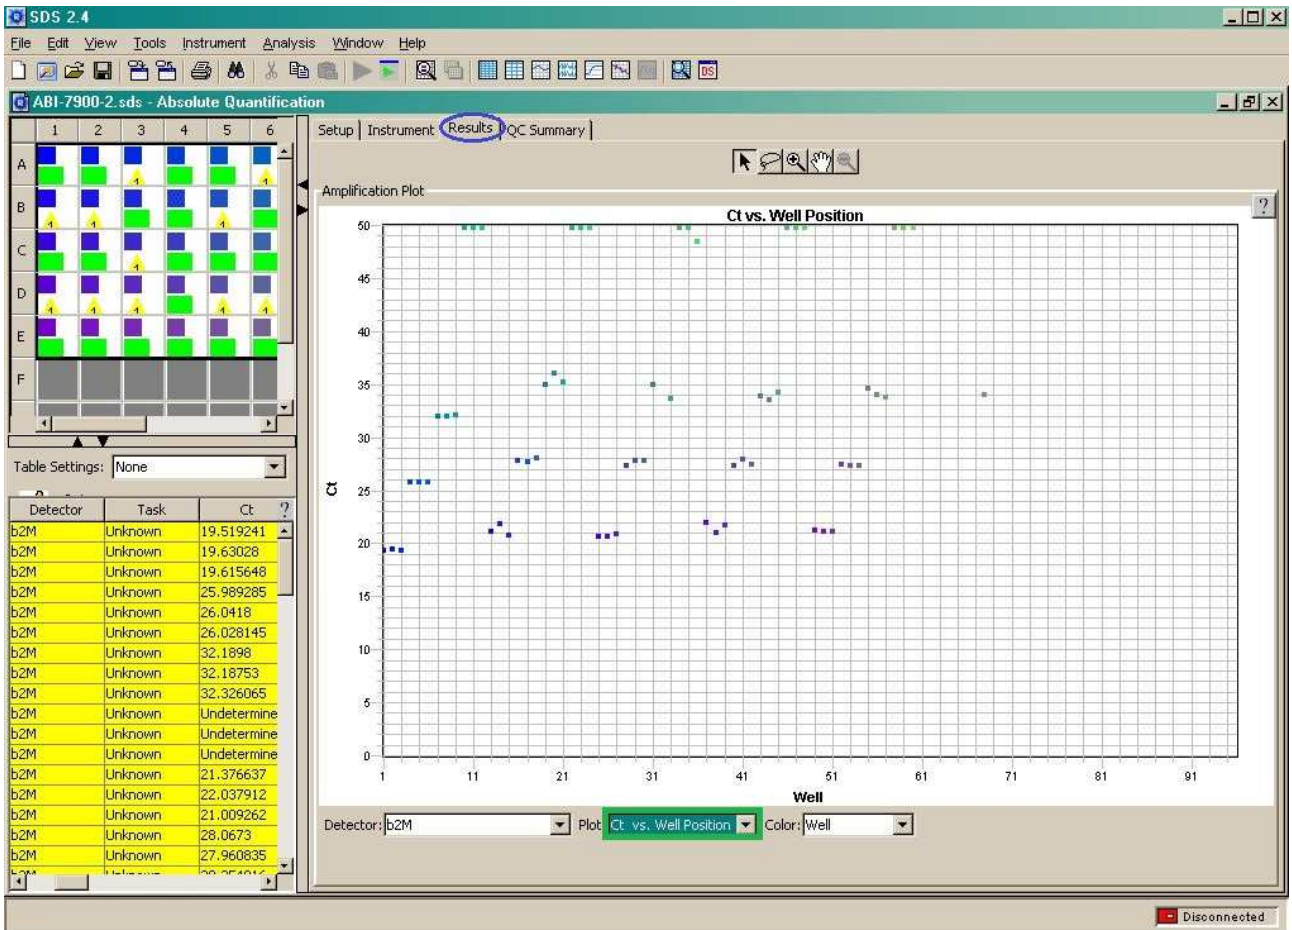 SDS 2.4
File Edit View Tools Instrument Analysis Window Help
DS
ABI-7900-2.sds - Absolute Quantification
1 2 3 4 5 6
A
B
C
D
E
F
Table Settings: None
Detector Task Ct ?
b2M Unknown 19.519241
b2M Unknown 19.63028
b2M Unknown 19.615648
b2M Unknown 25.989285
b2M Unknown 26.0418
b2M Unknown 26.028145
b2M Unknown 32.1898
b2M Unknown 32.18753
b2M Unknown 32.326065
b2M Unknown Undetermine
b2M Unknown Undetermine
b2M Unknown Undetermine
b2M Unknown 21.376637
b2M Unknown 22.037912
b2M Unknown 21.009262
b2M Unknown 28.0673
b2M Unknown 27.960835
Setup Instrument Results QC Summary
Amplification Plot
?
Ct vs. Well Position
50
45
40
35
30
25
20
15
10
5
0
Ct
1 11 21 31 41 51 61 71 81 91
Well
Detector: b2M Plot Ct vs. Well Position Color: Well
Disconnected